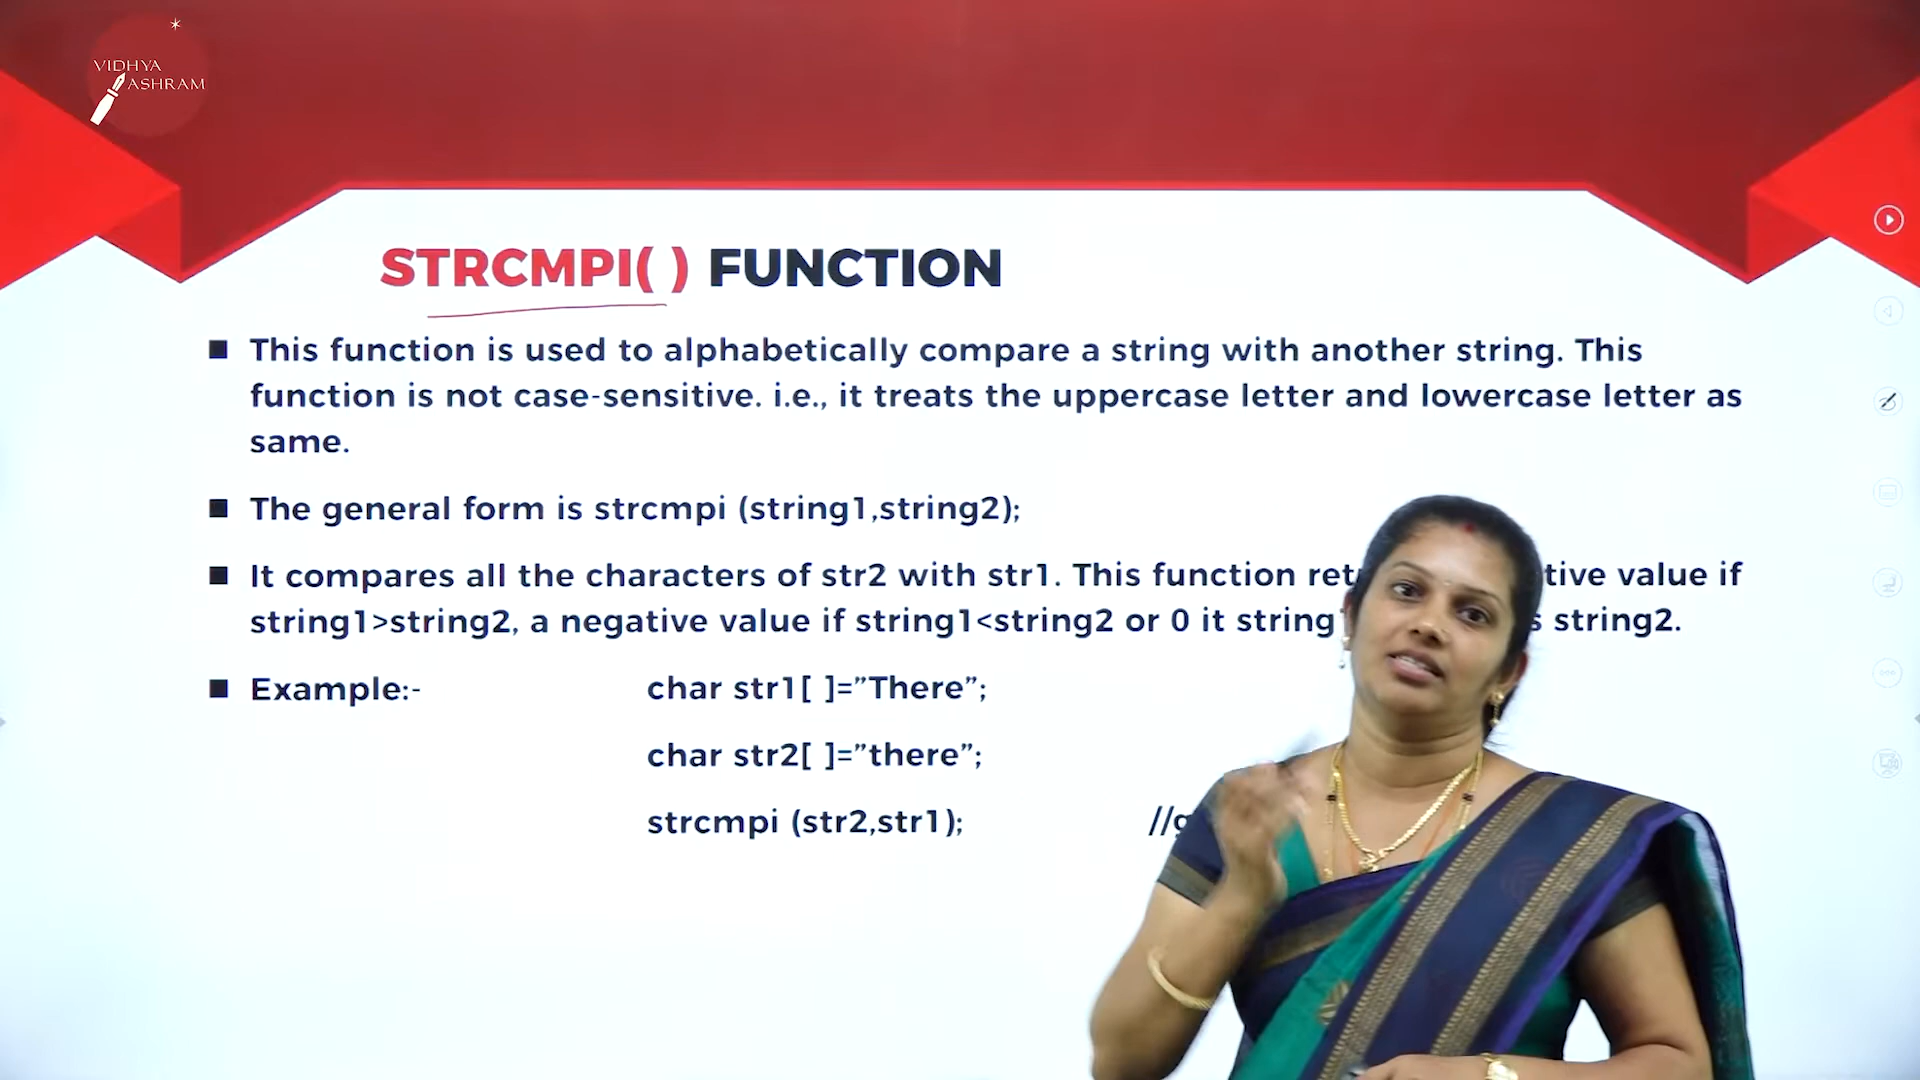 VIDHYA
ASHRAM
STRCMPI( ) FUNCTION
This function is used to alphabetically compare a string with another string. This
function is not case-sensitive. i.e., it treats the uppercase letter and lowercase letter as
same.
The general form is strcmpi (string1,string2);
It compares all the characters of str2 with str1. This function value if
string1>string2, a negative value if string1<string2 or 0 it string string2.
Example:- char str1[ ]=”There”;
char str2[ ]=”there”;
strcmpi (str2,str1); //